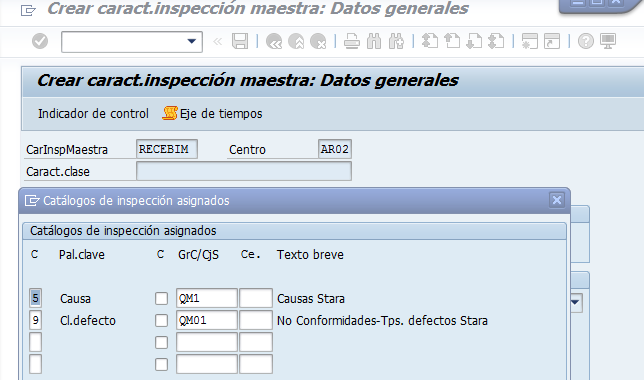 Crear caract.inspección maestra: Datos generales
Crear caract.inspección maestra: Datos generales
Indicador de control Eje de tiempos
CarInspMaestra RECEBIM Centro AR02
Caract.clase
Catálogos de inspección asignados
Catálogos de inspección asignados
C Pal.clave C GrC/CjS Ce. Texto breve
5 Causa QM1 Causas Stara
9 Cl.defecto QM01 No Conformidades-Tps. defectos Stara